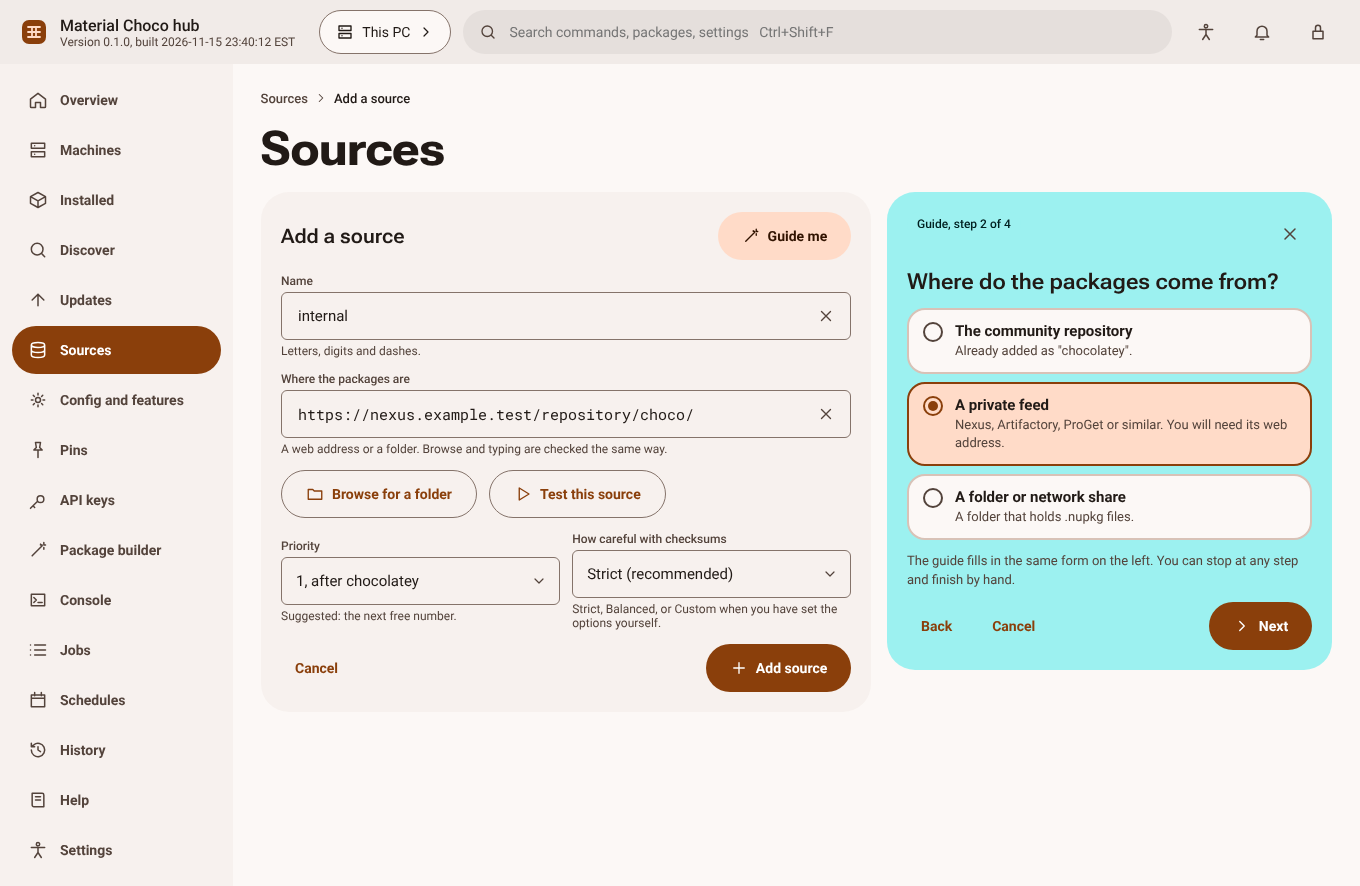 Material Choco hub
Version 0.1.0, built 2026-11-15 23:40:12 EST
This PC
Search commands, packages, settings Ctrl+Shift+F
Overview
Machines
Installed
Discover
Updates
Sources
Config and features
Pins
API keys
Package builder
Console
Jobs
Schedules
History
Help
Settings
Sources
Add a source
Sources
Add a source
Guide me
Name
internal
Letters, digits and dashes.
Where the packages are
https://nexus.example.test/repository/choco/
A web address or a folder. Browse and typing are checked the same way.
Browse for a folder
Test this source
Priority
1, after chocolatey
Suggested: the next free number.
How careful with checksums
Strict (recommended)
Strict, Balanced, or Custom when you have set the
options yourself.
Cancel
Add source
Guide, step 2 of 4
Where do the packages come from?
The community repository
Already added as "chocolatey".
A private feed
Nexus, Artifactory, ProGet or similar. You will need its web
address.
A folder or network share
A folder that holds .nupkg files.
The guide fills in the same form on the left. You can stop at any step
and finish by hand.
Back
Cancel
Next